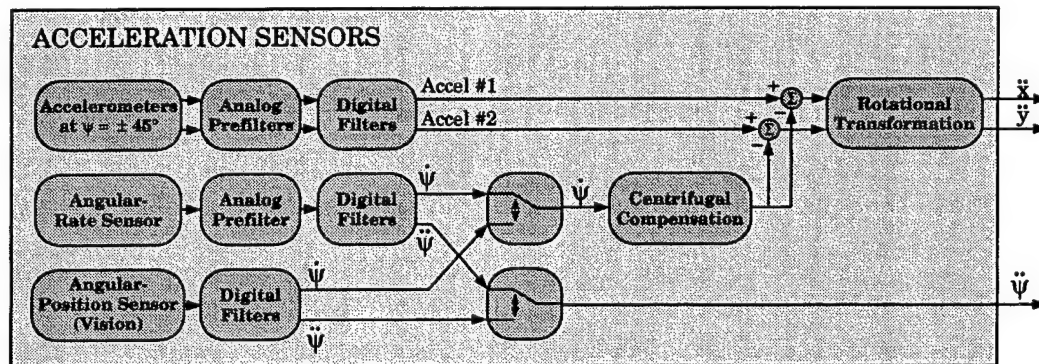 ACCELERATION SENSORS
Accelerometers
at ψ = ± 45°
Analog
Prefilters
Digital
Filters
Accel #1
Accel #2
+
Σ
−
+
Σ
−
Rotational
Transformation
ẍ
ÿ
Angular-
Rate Sensor
Analog
Prefilter
Digital
Filters
ψ̇
ψ̈
ψ̇
Centrifugal
Compensation
Angular-
Position Sensor
(Vision)
Digital
Filters
ψ̇
ψ̈
ψ̈